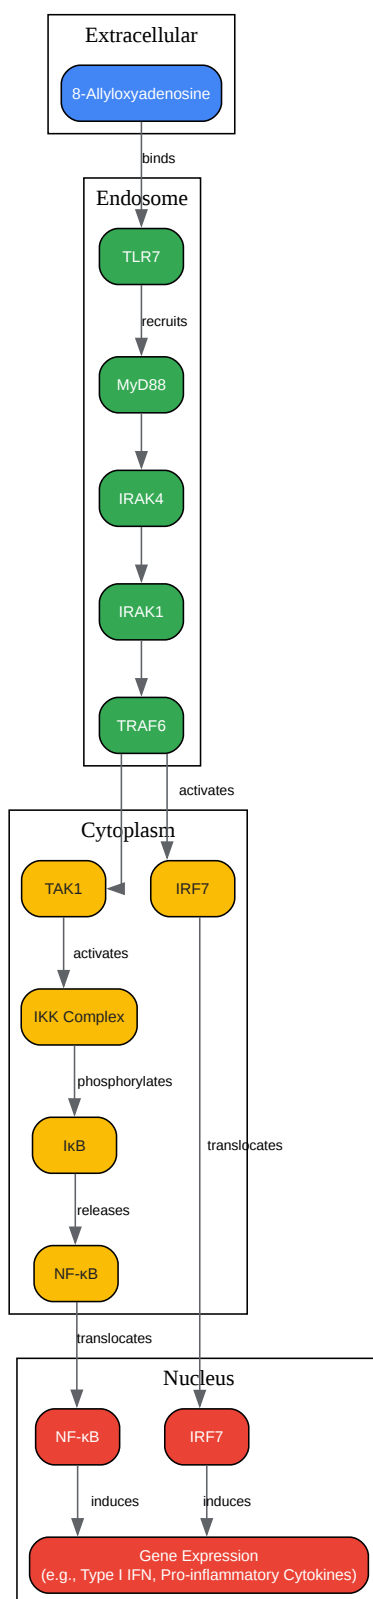 Extracellular
8-Allyloxyadenosine
binds
Endosome
TLR7
recruits
MyD88
IRAK4
IRAK1
TRAF6
activates
Cytoplasm
TAK1
IRF7
activates
IKK Complex
phosphorylates
IκB
translocates
releases
NF-κB
translocates
Nucleus
NF-κB
IRF7
induces
induces
Gene Expression
(e.g., Type I IFN, Pro-inflammatory Cytokines)